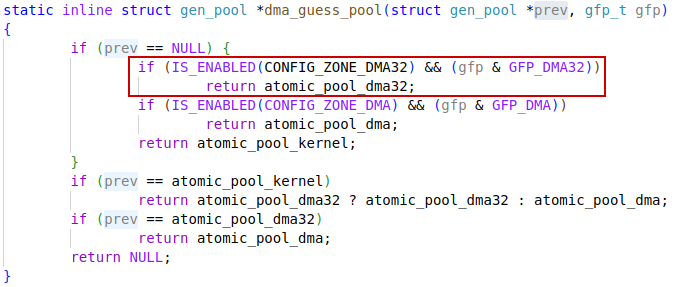 static inline struct gen_pool *dma_guess_pool(struct gen_pool *prev, gfp_t gfp)
{
if (prev == NULL) {
if (IS_ENABLED(CONFIG_ZONE_DMA32) && (gfp & GFP_DMA32))
return atomic_pool_dma32;
if (IS_ENABLED(CONFIG_ZONE_DMA) && (gfp & GFP_DMA))
return atomic_pool_dma;
return atomic_pool_kernel;
}
if (prev == atomic_pool_kernel)
return atomic_pool_dma32 ? atomic_pool_dma32 : atomic_pool_dma;
if (prev == atomic_pool_dma32)
return atomic_pool_dma;
return NULL;
}